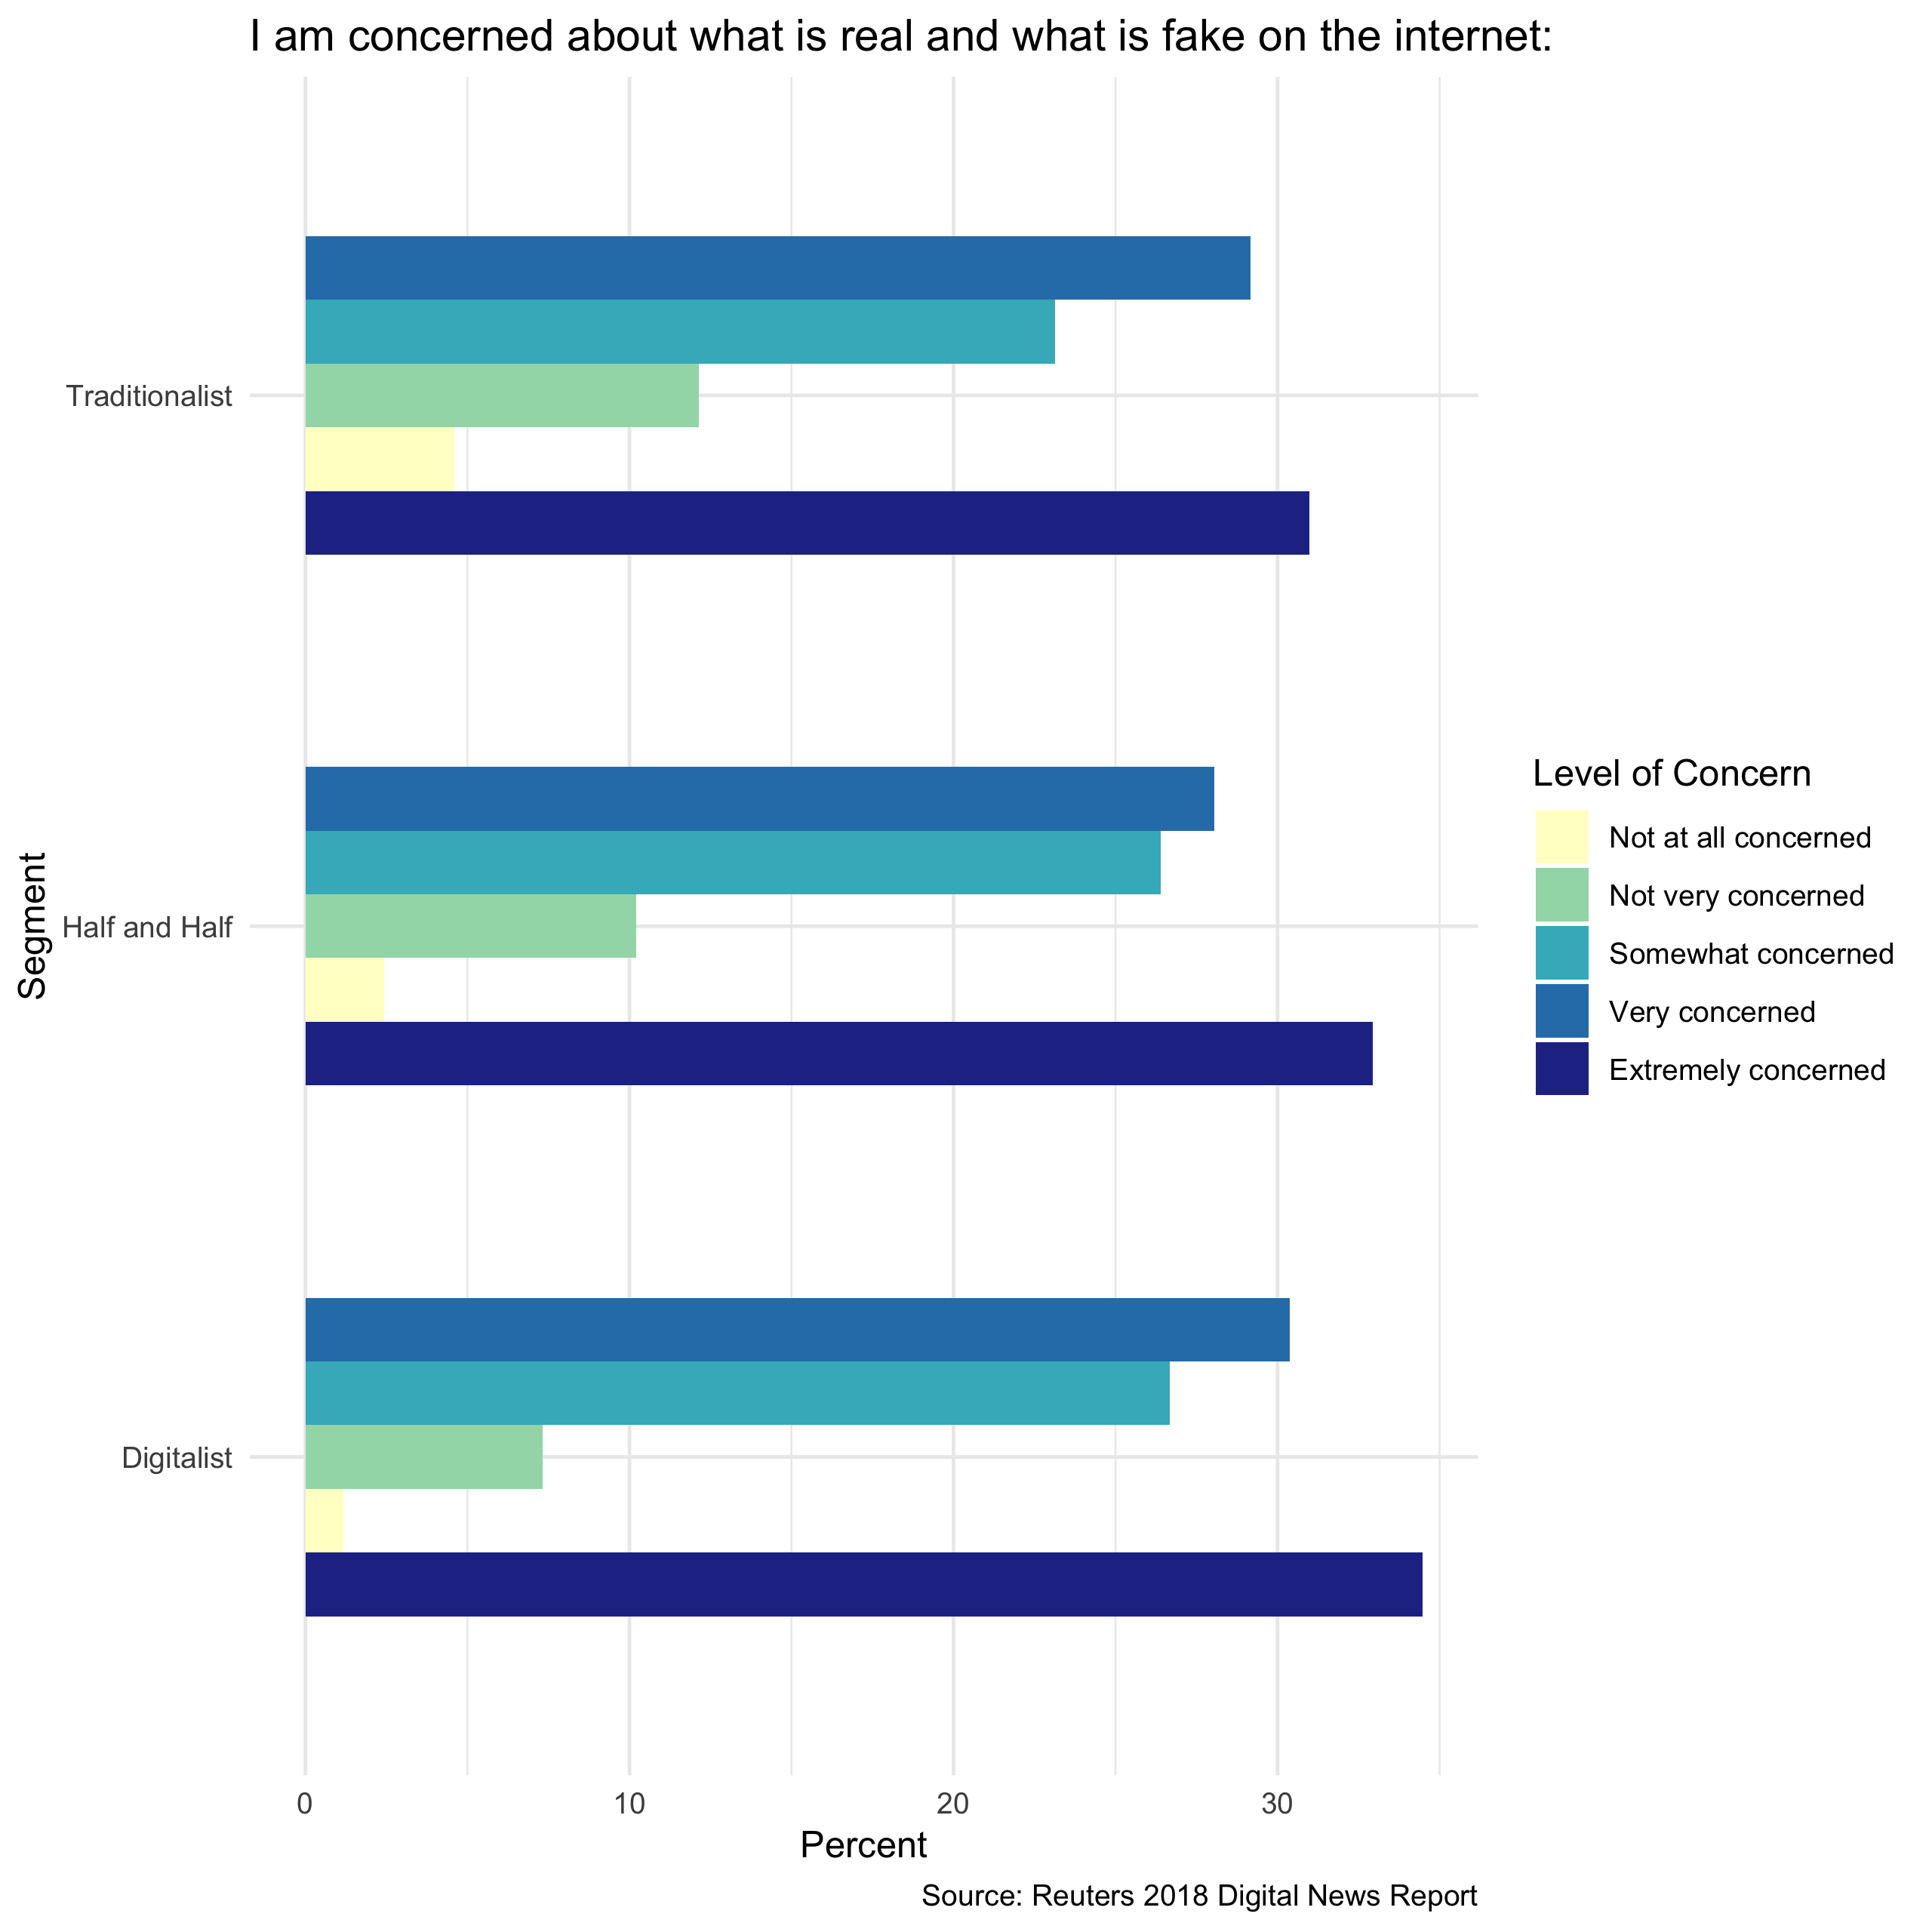 I am concerned about what is real and what is fake on the internet:
Traditionalist
Half and Half
Digitalist
Segment
0 10 20 30
Percent
Source: Reuters 2018 Digital News Report
Level of Concern
Not at all concerned
Not very concerned
Somewhat concerned
Very concerned
Extremely concerned